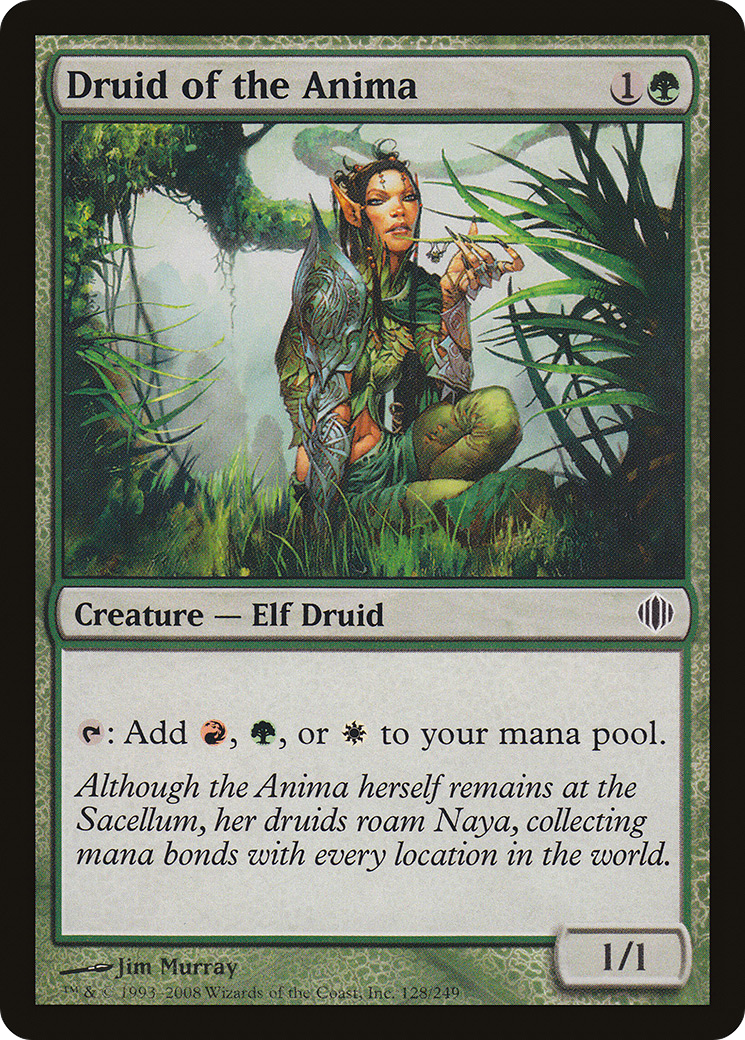 Druid of the Anima 1
Creature — Elf Druid
: Add , , or to your mana pool.
Although the Anima herself remains at the
Sacellum, her druids roam Naya, collecting
mana bonds with every location in the world.
1/1
Jim Murray
™ & © 1993–2008 Wizards of the Coast, Inc. 128/249